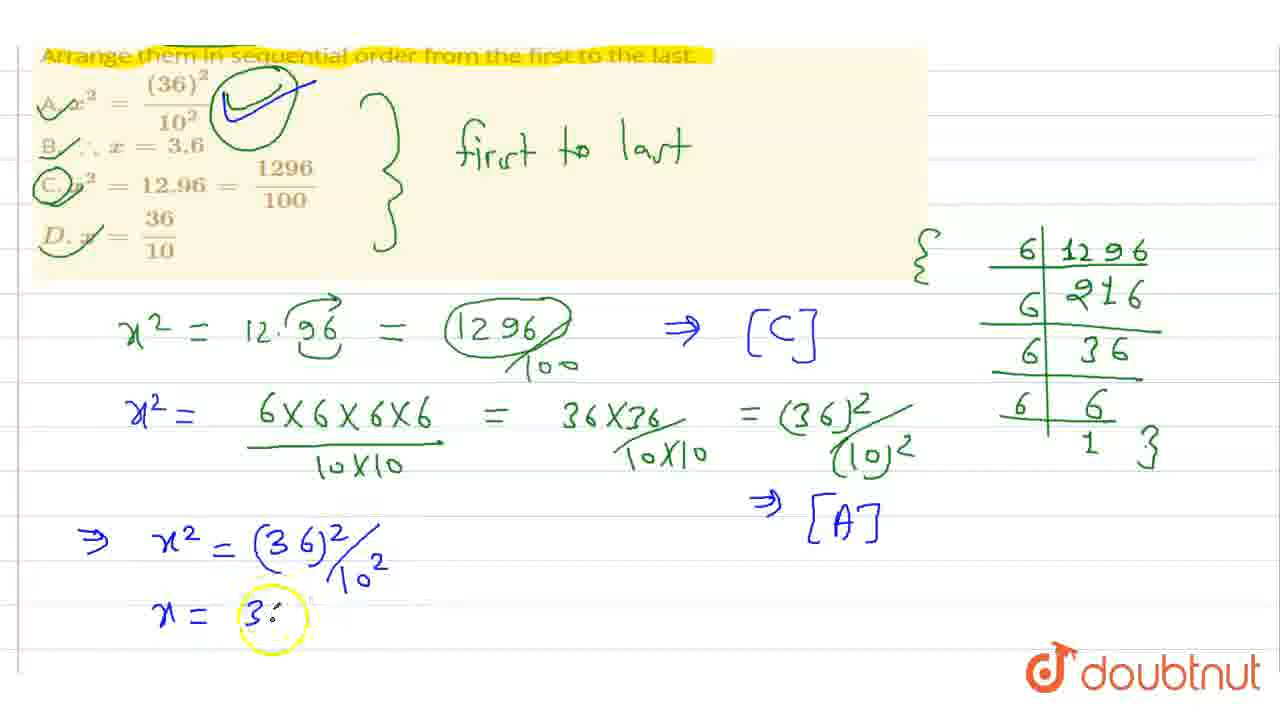 Arrange them in sequential order from the first to the last.
A. x² = (36)²/10²
B. ∴ x = 3.6
C. x² = 12.96 = 1296/100
D. x = 36/10
first to last
6 | 1296
6 | 216
6 | 36
6 | 6
1
x² = 12.96 = 1296/100 ⇒ [C]
x² = 6×6×6×6/10×10 = 36×36/10×10 = (36)²/(10)²
⇒ [A]
⇒ x² = (36)²/10²
x = 3
doubtnut